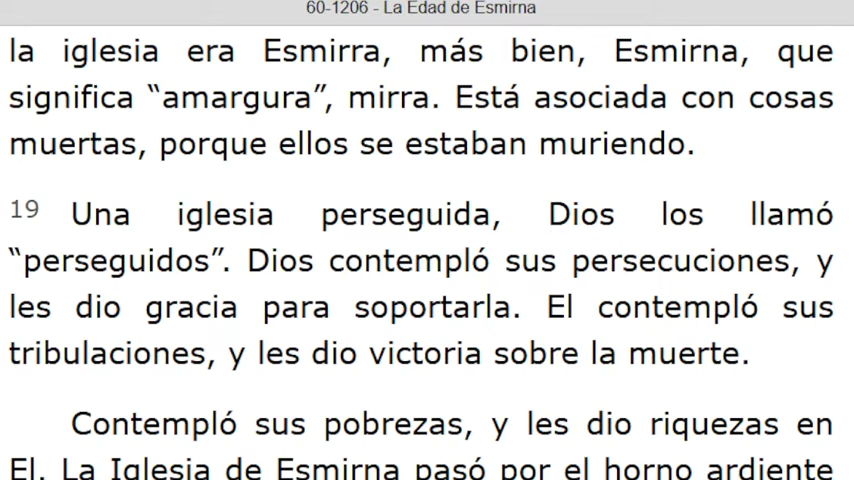 60-1206 - La Edad de Esmirna
la iglesia era Esmirra, más bien, Esmirna, que
significa “amargura”, mirra. Está asociada con cosas
muertas, porque ellos se estaban muriendo.
19 Una iglesia perseguida, Dios los llamó
“perseguidos”. Dios contempló sus persecuciones, y
les dio gracia para soportarla. El contempló sus
tribulaciones, y les dio victoria sobre la muerte.
Contempló sus pobrezas, y les dio riquezas en
El. La Iglesia de Esmirna pasó por el horno ardiente